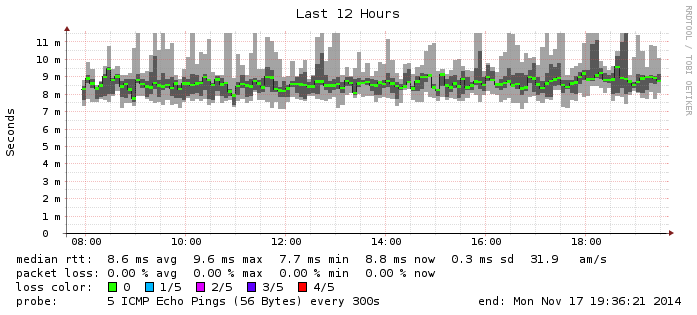 Last 12 Hours
RRDTOOL / TOBI OETIKER
Seconds
11 m
10 m
9 m
8 m
7 m
6 m
5 m
4 m
3 m
2 m
1 m
0
08:00 10:00 12:00 14:00 16:00 18:00
median rtt: 8.6 ms avg 9.6 ms max 7.7 ms min 8.8 ms now 0.3 ms sd 31.9 am/s
packet loss: 0.00 % avg 0.00 % max 0.00 % min 0.00 % now
loss color: 0 1/5 2/5 3/5 4/5
probe: 5 ICMP Echo Pings (56 Bytes) every 300s end: Mon Nov 17 19:36:21 2014